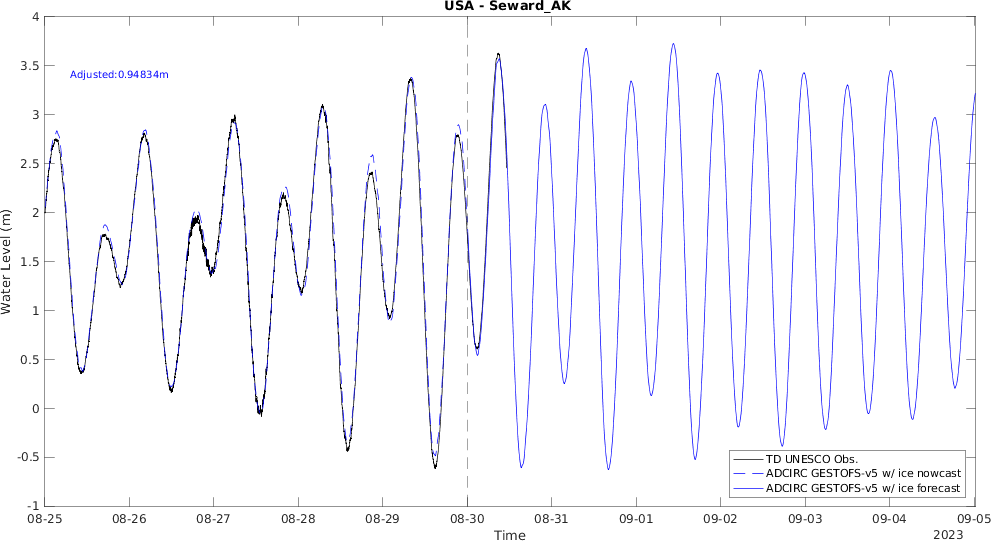 USA - Seward_AK
4
3.5
3
2.5
2
1.5
1
0.5
0
-0.5
-1
Water Level (m)
Adjusted:0.94834m
TD UNESCO Obs.
ADCIRC GESTOFS-v5 w/ ice nowcast
ADCIRC GESTOFS-v5 w/ ice forecast
08-25 08-26 08-27 08-28 08-29 08-30 08-31 09-01 09-02 09-03 09-04 09-05
Time
2023